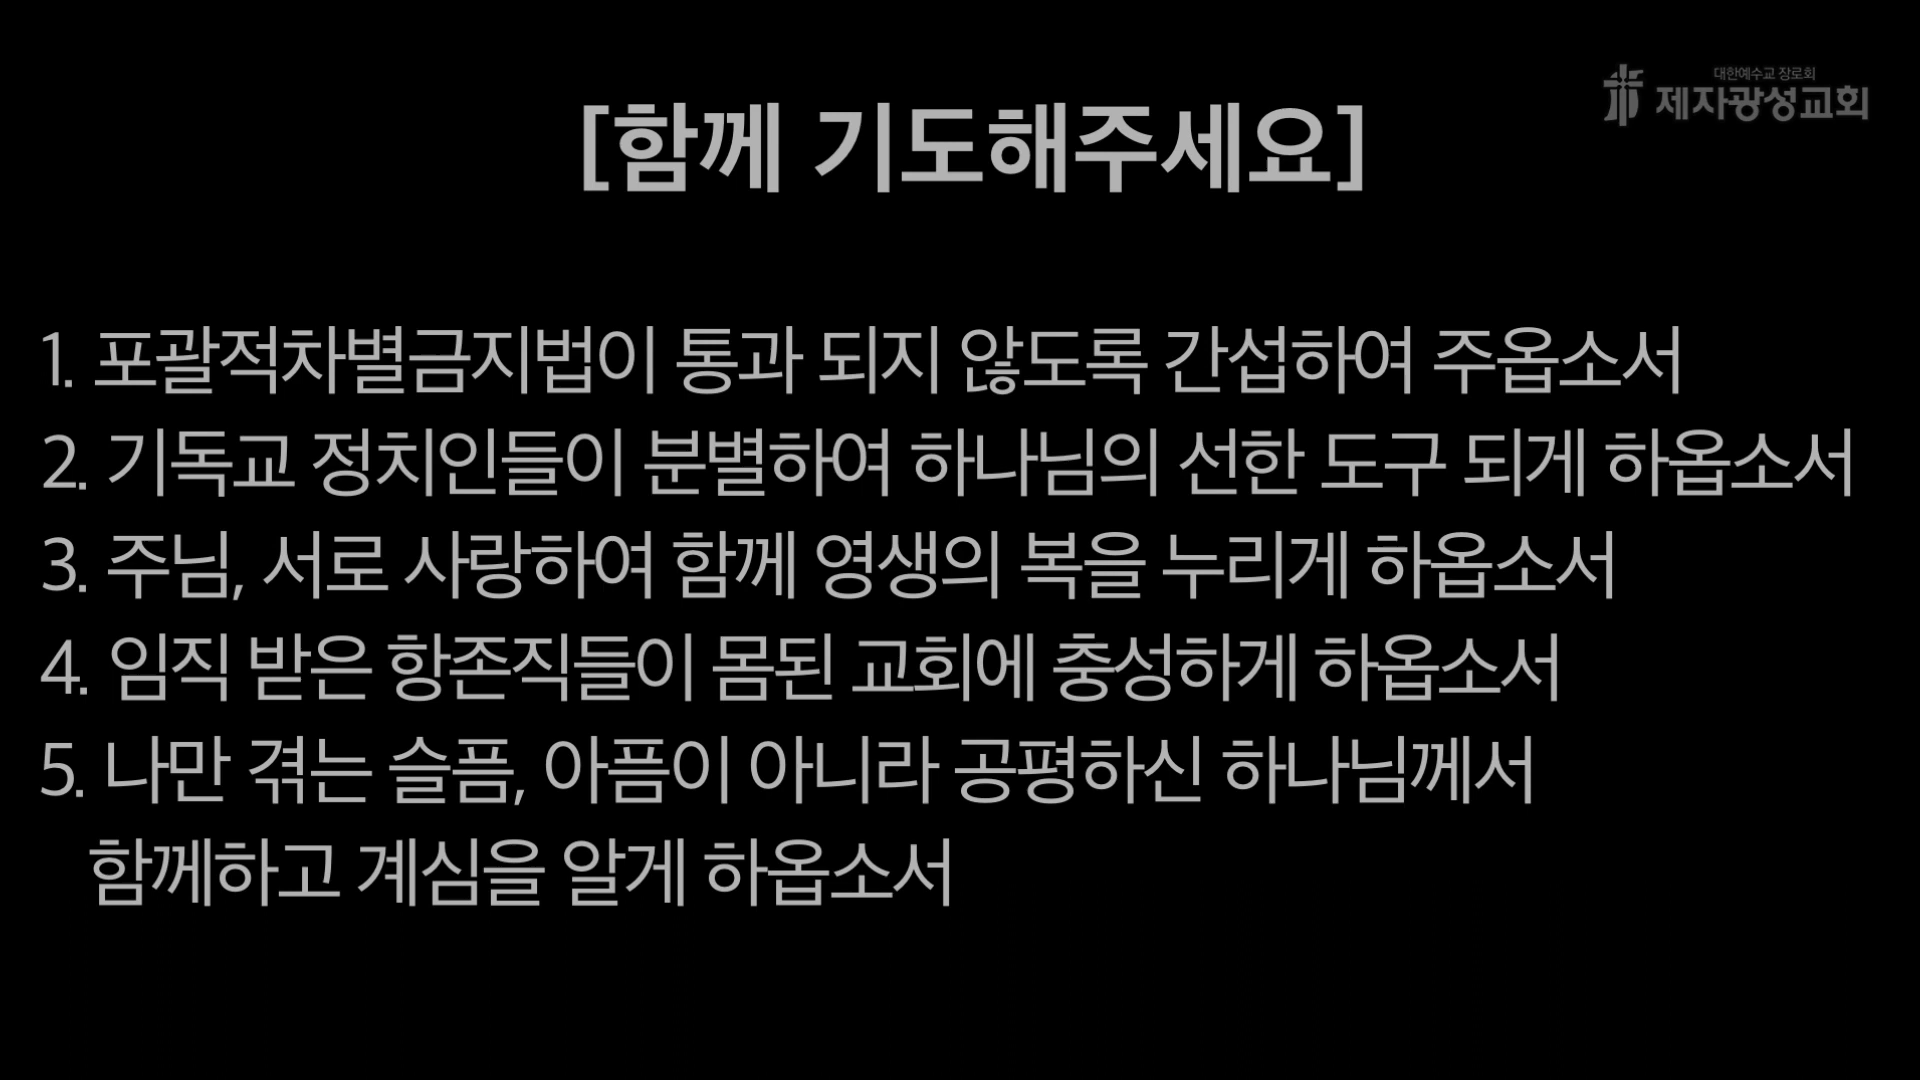 대한예수교 장로회
제자광성교회
[함께 기도해주세요]
1. 포괄적차별금지법이 통과 되지 않도록 간섭하여 주옵소서
2. 기독교 정치인들이 분별하여 하나님의 선한 도구 되게 하옵소서
3. 주님, 서로 사랑하여 함께 영생의 복을 누리게 하옵소서
4. 임직 받은 항존직들이 몸된 교회에 충성하게 하옵소서
5. 나만 겪는 슬픔, 아픔이 아니라 공평하신 하나님께서
함께하고 계심을 알게 하옵소서